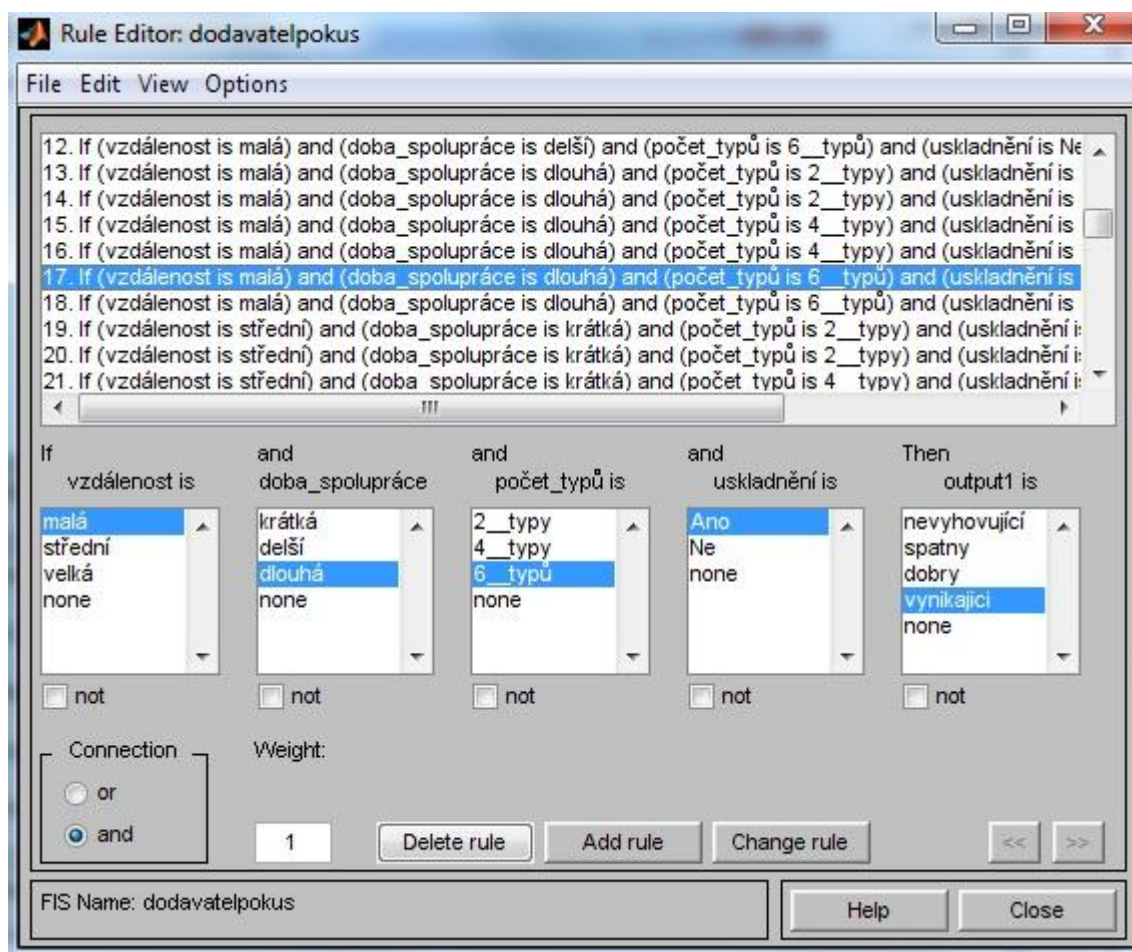 Rule Editor: dodavatelpokus
File Edit View Options
12. If (vzdálenost is malá) and (doba_spolupráce is delší) and (počet_typů is 6__typů) and (uskladnění is Ne
13. If (vzdálenost is malá) and (doba_spolupráce is dlouhá) and (počet_typů is 2__typy) and (uskladnění is
14. If (vzdálenost is malá) and (doba_spolupráce is dlouhá) and (počet_typů is 2__typy) and (uskladnění is
15. If (vzdálenost is malá) and (doba_spolupráce is dlouhá) and (počet_typů is 4__typy) and (uskladnění is
16. If (vzdálenost is malá) and (doba_spolupráce is dlouhá) and (počet_typů is 4__typy) and (uskladnění is
17. If (vzdálenost is malá) and (doba_spolupráce is dlouhá) and (počet_typů is 6__typů) and (uskladnění is
18. If (vzdálenost is malá) and (doba_spolupráce is dlouhá) and (počet_typů is 6__typů) and (uskladnění is
19. If (vzdálenost is střední) and (doba_spolupráce is krátká) and (počet_typů is 2__typy) and (uskladnění i
20. If (vzdálenost is střední) and (doba_spolupráce is krátká) and (počet_typů is 2__typy) and (uskladnění i
21. If (vzdálenost is střední) and (doba_spolupráce is krátká) and (počet_typů is 4__typy) and (uskladnění i
If
vzdálenost is
malá
střední
velká
none
not
and
doba_spolupráce
krátká
delší
dlouhá
none
not
and
počet_typů is
2__typy
4__typy
6__typů
none
not
and
uskladnění is
Ano
Ne
none
not
Then
output1 is
nevyhovující
spatny
dobry
vynikajici
none
not
Connection
or
and
Weight:
1
Delete rule
Add rule
Change rule
<<
>>
FIS Name: dodavatelpokus
Help
Close